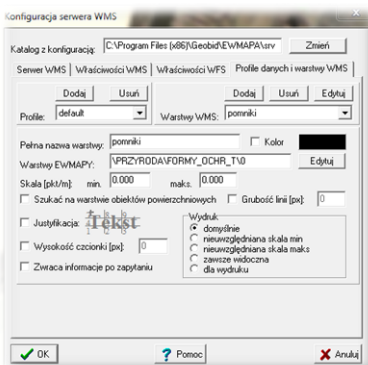 Konfiguracja serwera WMS
Katalog z konfiguracją: C:\Program Files (x86)\Geobid\EWMAPA\srv Zmień
Serwer WMS Właściwości WMS Właściwości WFS Profile danych i warstwy WMS
Dodaj Usuń Dodaj Usuń Edytuj
Profile: default Warstwy WMS: pomniki
Pełna nazwa warstwy: pomniki Kolor
Warstwy EWMAPY: \PRZYRODA\FORMY_OCHR_T\0 Edytuj
Skala [pkt/m]: min. 0.000 maks. 0.000
Szukać na warstwie obiektów powierzchniowych Grubość linii [px]: 0
Justyfikacja: Tekst
Wysokość czcionki [px]: 0
Zwaca informacje po zapytaniu
Wydruk
domyślnie
nieuwzględniana skala min
nieuwzględniana skala maks
zawsze widoczna
dla wydruku
OK Pomoc Anuluj